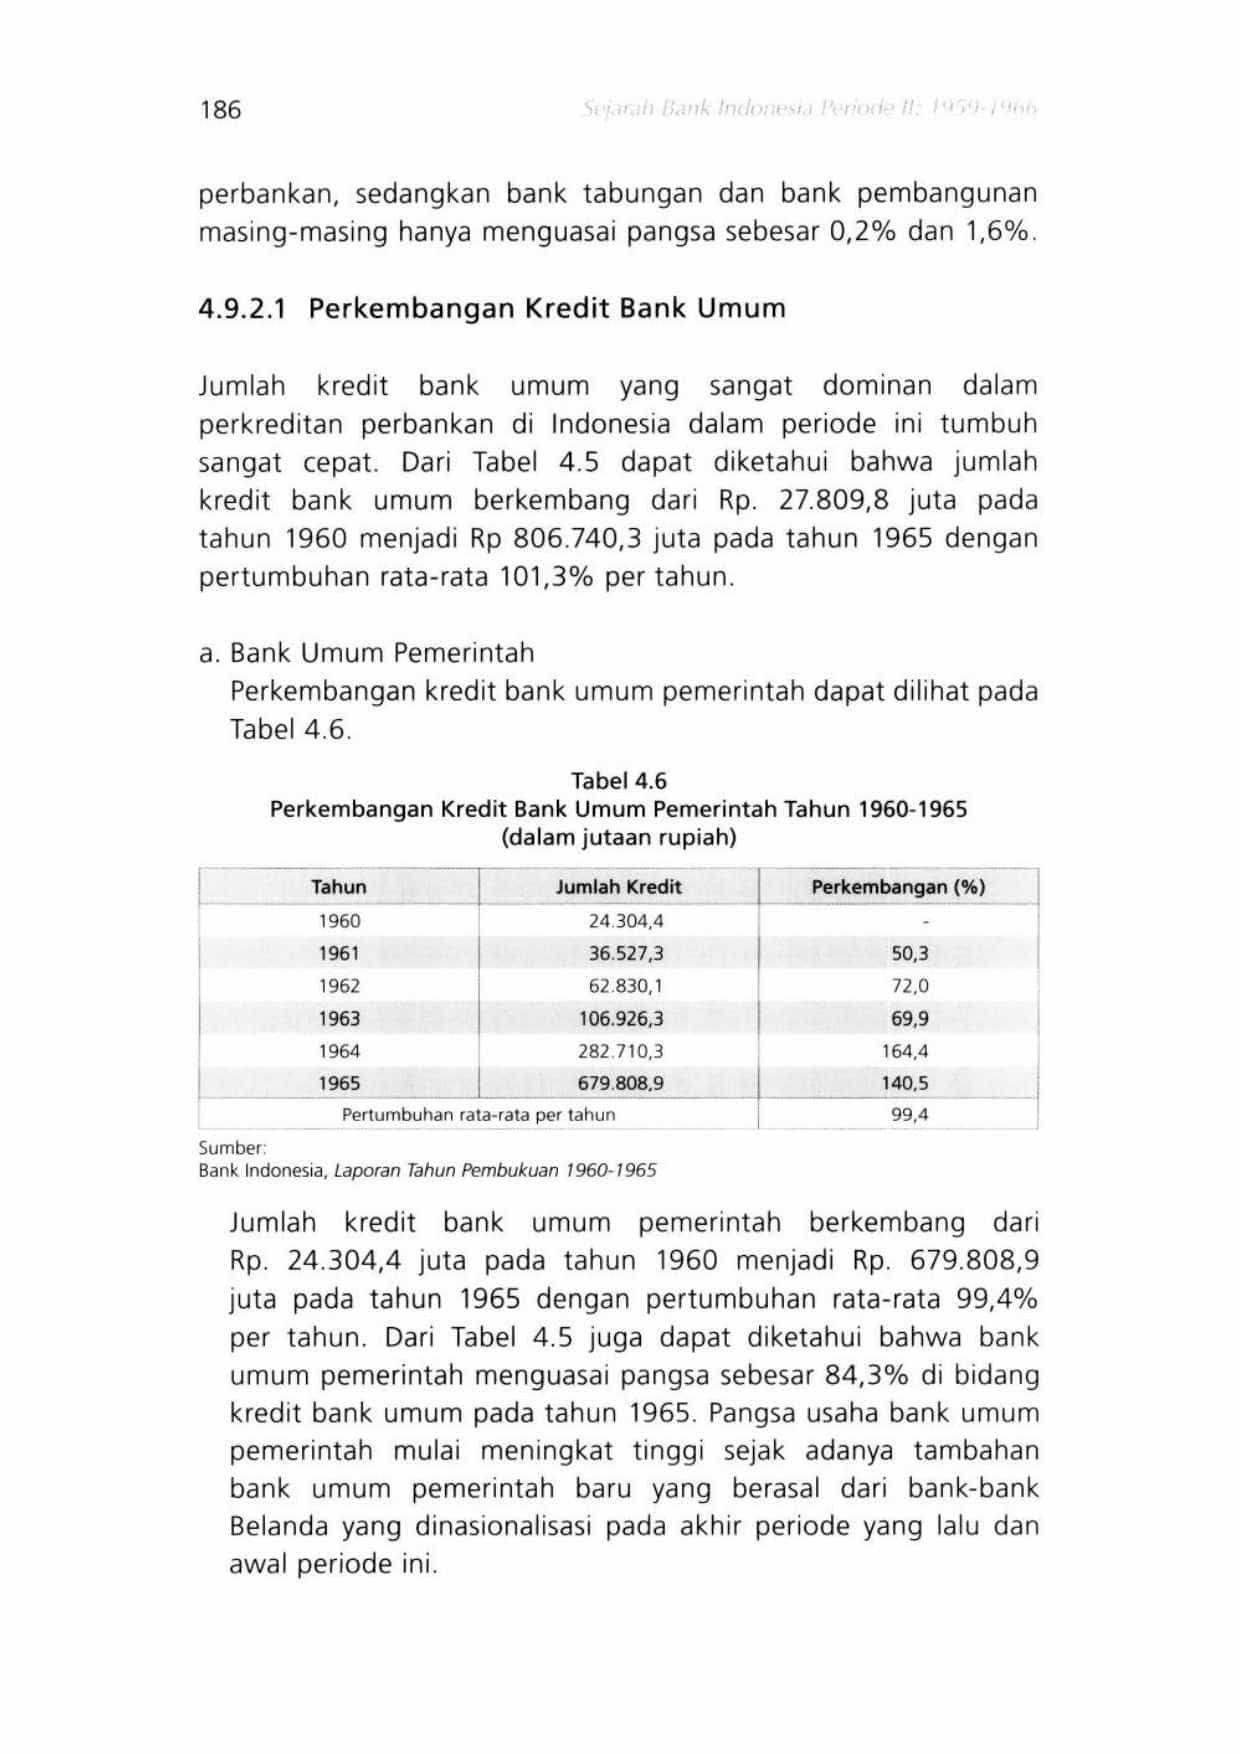 186
Sejarah Bank Indonesia Periode II: 1959-1966
perbankan, sedangkan bank tabungan dan bank pembangunan
masing-masing hanya menguasai pangsa sebesar 0,2% dan 1,6%.
4.9.2.1 Perkembangan Kredit Bank Umum
Jumlah kredit bank umum yang sangat dominan dalam
perkreditan perbankan di Indonesia dalam periode ini tumbuh
sangat cepat. Dari Tabel 4.5 dapat diketahui bahwa jumlah
kredit bank umum berkembang dari Rp. 27.809,8 juta pada
tahun 1960 menjadi Rp 806.740,3 juta pada tahun 1965 dengan
pertumbuhan rata-rata 101,3% per tahun.
a. Bank Umum Pemerintah
Perkembangan kredit bank umum pemerintah dapat dilihat pada
Tabel 4.6.
Tabel 4.6
Perkembangan Kredit Bank Umum Pemerintah Tahun 1960-1965
(dalam jutaan rupiah)
Tahun Jumlah Kredit Perkembangan (%)
1960 24.304,4 -
1961 36.527,3 50,3
1962 62.830,1 72,0
1963 106.926,3 69,9
1964 282.710,3 164,4
1965 679.808,9 140,5
Pertumbuhan rata-rata per tahun 99,4
Sumber:
Bank Indonesia, Laporan Tahun Pembukuan 1960-1965
Jumlah kredit bank umum pemerintah berkembang dari
Rp. 24.304,4 juta pada tahun 1960 menjadi Rp. 679.808,9
juta pada tahun 1965 dengan pertumbuhan rata-rata 99,4%
per tahun. Dari Tabel 4.5 juga dapat diketahui bahwa bank
umum pemerintah menguasai pangsa sebesar 84,3% di bidang
kredit bank umum pada tahun 1965. Pangsa usaha bank umum
pemerintah mulai meningkat tinggi sejak adanya tambahan
bank umum pemerintah baru yang berasal dari bank-bank
Belanda yang dinasionalisasi pada akhir periode yang lalu dan
awal periode ini.